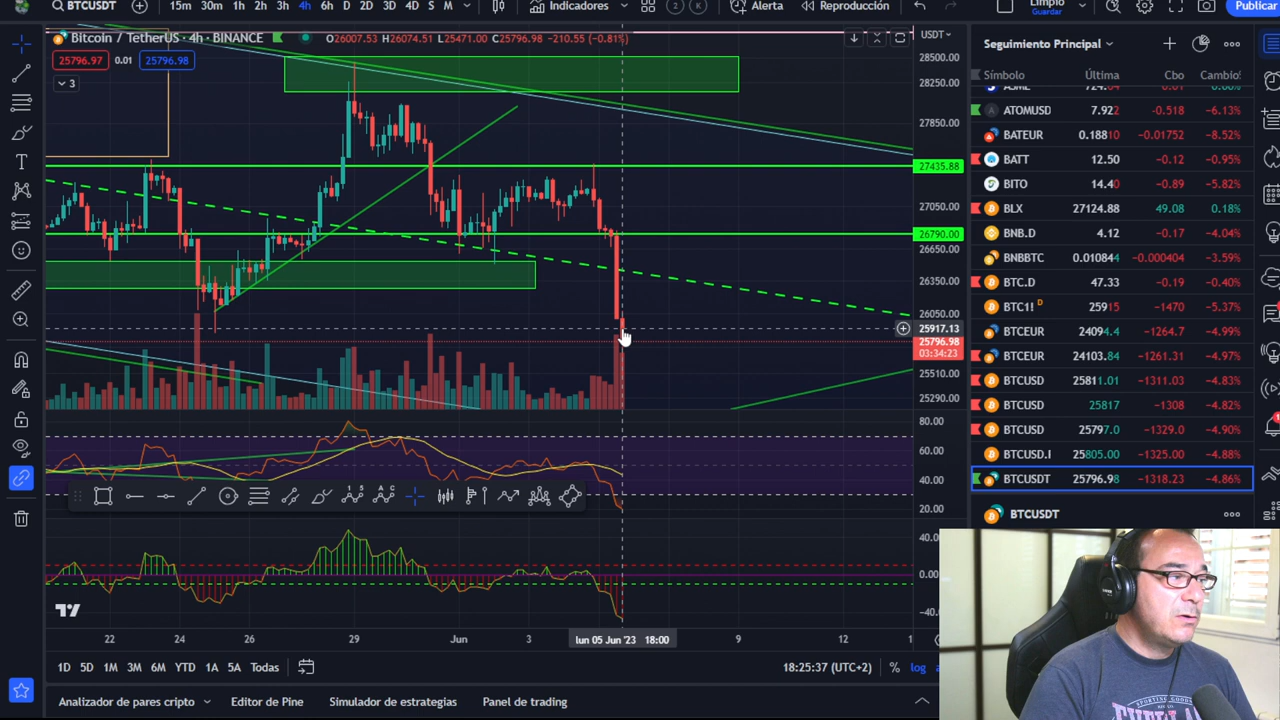 BTCUSDT
15m 30m 1h 2h 3h 4h 6h D 2D 3D 4D S M
Indicadores
2 K
Alerta
Reproducción
Limpio
Guardar
Publicar
Bitcoin / TetherUS · 4h · BINANCE
O26007.53 H26074.51 L25471.00 C25796.98 −210.55 (−0.81%)
25796.97 0.01 25796.98
3
USDT
28500.00
28250.00
27850.00
27435.88
27050.00
26790.00
26650.00
26350.00
26050.00
25917.13
25796.98
03:34:23
25510.00
25290.00
80.00
60.00
40.00
20.00
40.00
0.00
−40.00
22 24 26 29 Jun 3 lun 05 Jun '23 18:00 9 12
1D 5D 1M 3M 6M YTD 1A 5A Todas
18:25:37 (UTC+2) % log
Analizador de pares cripto Editor de Pine Simulador de estrategias Panel de trading
Seguimiento Principal
Símbolo Última Cbo Cambio%
ATOMUSD 7.922 −0.518 −6.13%
BATEUR 0.18810 −0.01752 −8.52%
BATT 12.50 −0.12 −0.95%
BITO 14.40 −0.89 −5.82%
BLX 27124.88 49.08 0.18%
BNB.D 4.12 −0.17 −4.04%
BNBBTC 0.010844 −0.000404 −3.59%
BTC.D 47.33 −0.19 −0.40%
BTC1! D 25915 −1470 −5.37%
BTCEUR 24094.4 −1264.7 −4.99%
BTCEUR 24103.84 −1261.31 −4.97%
BTCUSD 25811.01 −1311.03 −4.83%
BTCUSD 25817 −1308 −4.82%
BTCUSD 25797.0 −1329.0 −4.90%
BTCUSD.I 25805.00 −1325.00 −4.88%
BTCUSDT 25796.98 −1318.23 −4.86%
BTCUSDT